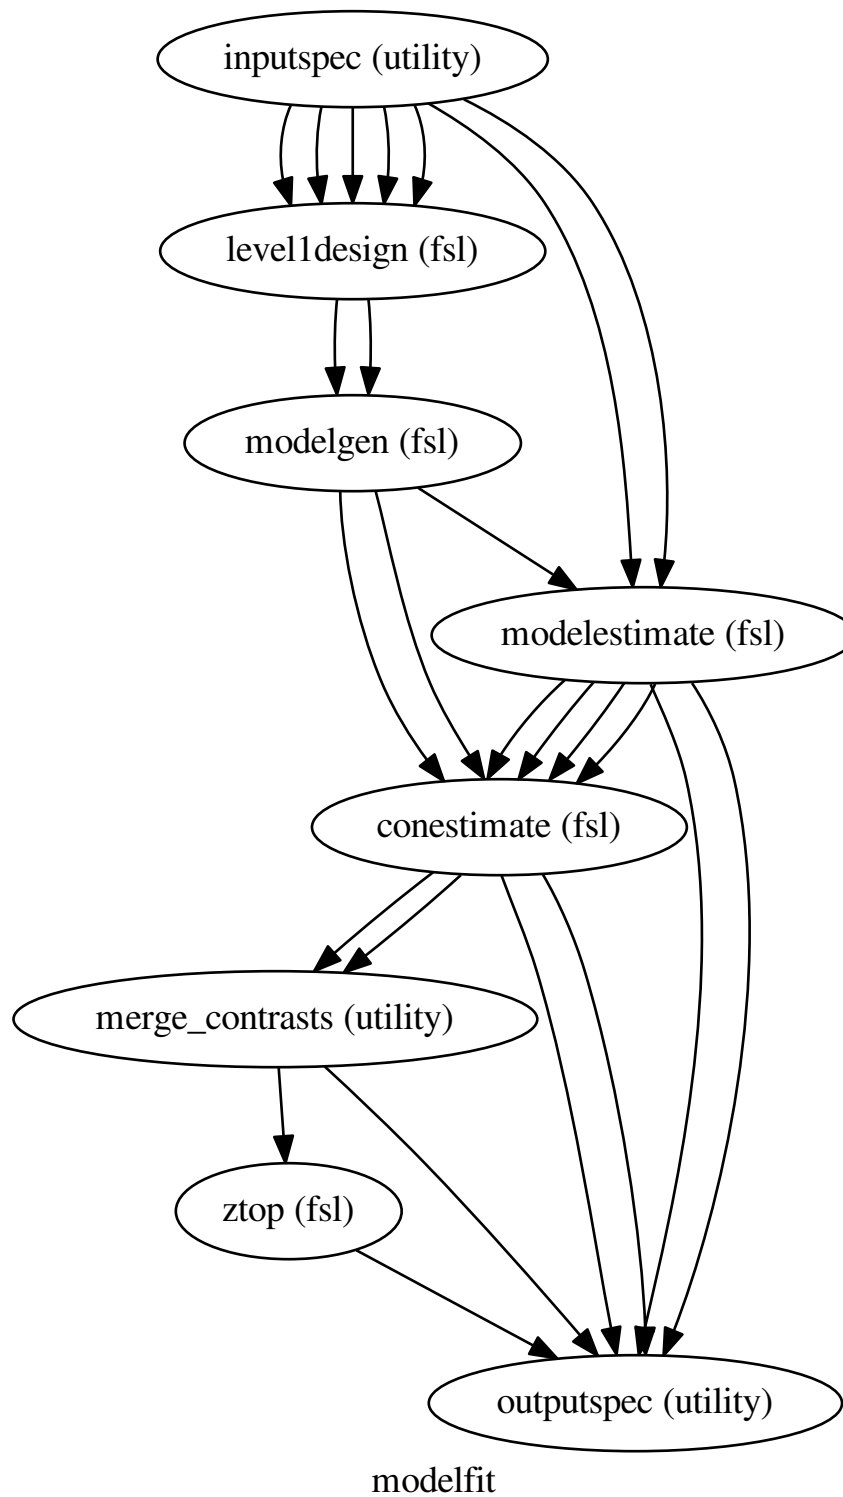 inputspec (utility)
level1design (fsl)
modelgen (fsl)
modelestimate (fsl)
conestimate (fsl)
merge_contrasts (utility)
ztop (fsl)
outputspec (utility)
modelfit